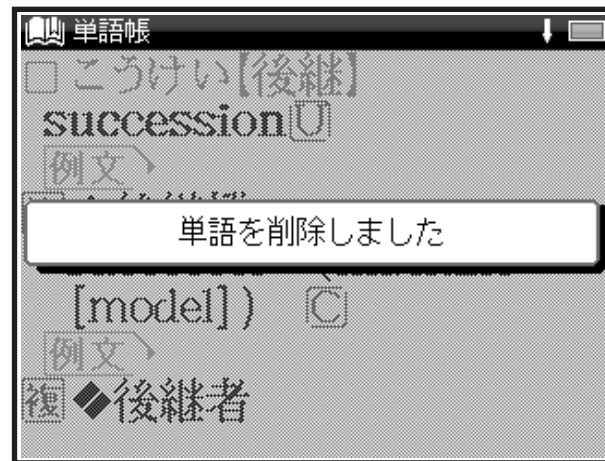 単語帳
こうけい【後継】
succession U
例文
単語を削除しました
[model]) C
例文
複 ◆後継者